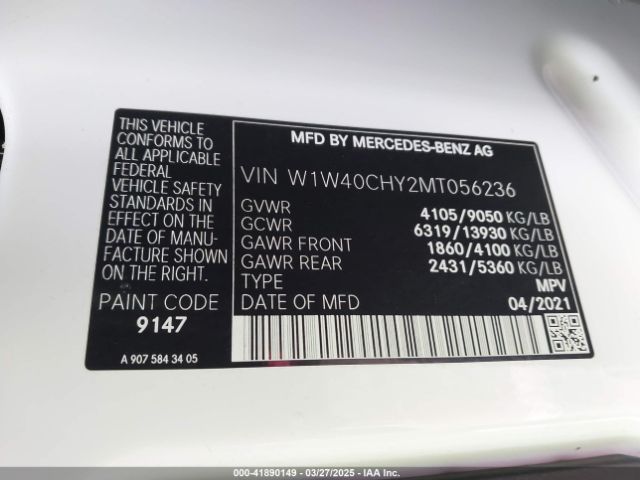 THIS VEHICLE
CONFORMS TO
ALL APPLICABLE
FEDERAL
VEHICLE SAFETY
STANDARDS IN
EFFECT ON THE
DATE OF MANU-
FACTURE SHOWN
ABOVE.
PAINT CODE
9147
A 907 584 34 05
MFD BY MERCEDES-BENZ AG
VIN W1W40CHY2MT056236
GVWR 4105/9050 KG/LB
GCWR 6319/13930 KG/LB
GAWR FRONT 1860/4100 KG/LB
GAWR REAR 2431/5360 KG/LB
TYPE MPV
DATE OF MFD 04/2021
000-41890149 - 03/27/2025 - IAA Inc.